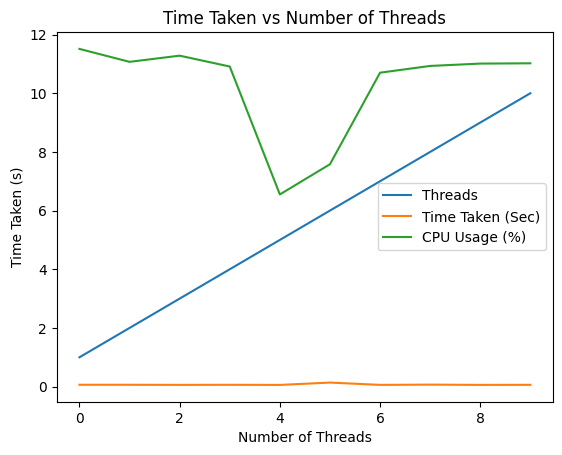 Time Taken vs Number of Threads
12
10
8
6
4
2
0
Time Taken (s)
Threads
Time Taken (Sec)
CPU Usage (%)
0
2
4
6
8
Number of Threads